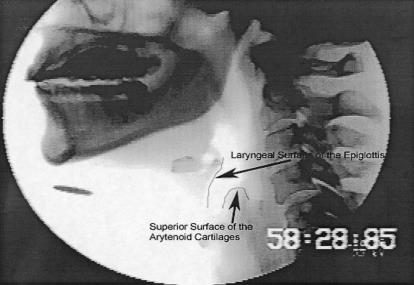 Laryngeal Surface of the Epiglottis
Superior Surface of the
Arytenoid Cartilages
58:28:85